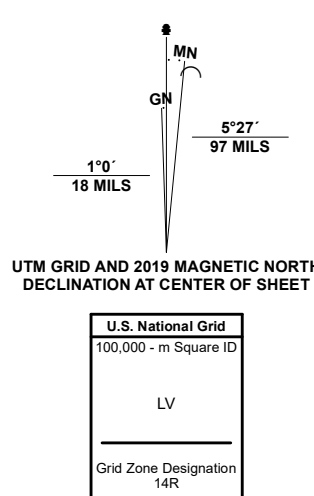 MN
GN
5°27´
97 MILS
1°0´
18 MILS
UTM GRID AND 2019 MAGNETIC NORTH
DECLINATION AT CENTER OF SHEET
U.S. National Grid
100,000 - m Square ID
LV
Grid Zone Designation
14R